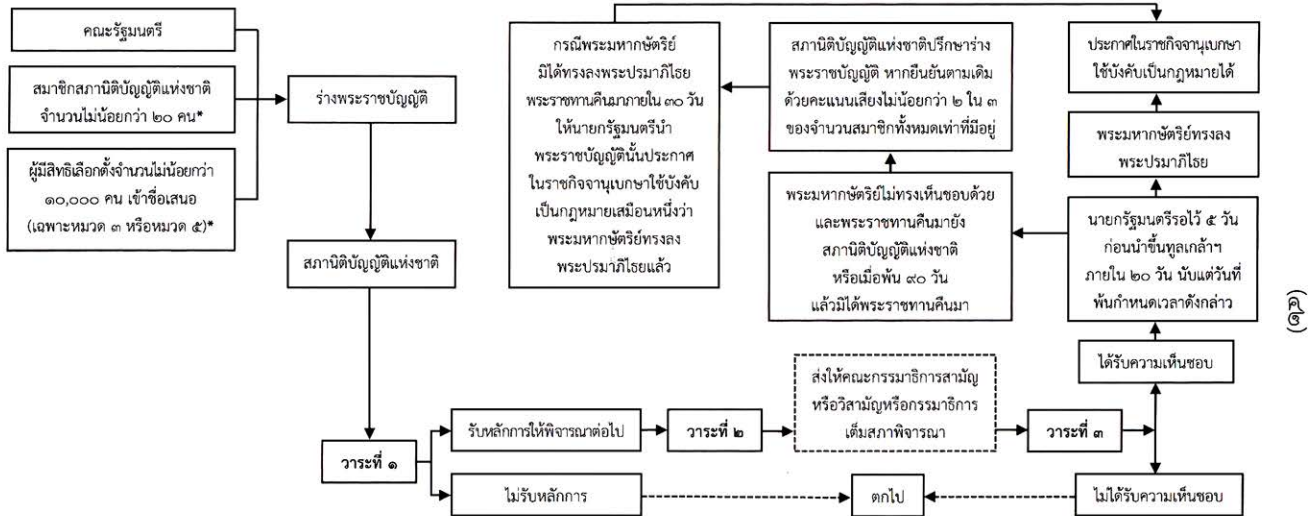 คณะรัฐมนตรี
สมาชิกสภานิติบัญญัติแห่งชาติ
จำนวนไม่น้อยกว่า ๒๐ คน*
ผู้มีสิทธิเลือกตั้งจำนวนไม่น้อยกว่า
๑๐,๐๐๐ คน เข้าชื่อเสนอ
(เฉพาะหมวด ๓ หรือหมวด ๕)*
ร่างพระราชบัญญัติ
สภานิติบัญญัติแห่งชาติ
กรณีพระมหากษัตริย์
มิได้ทรงลงพระปรมาภิไธย
พระราชทานคืนมาภายใน ๓๐ วัน
ให้นายกรัฐมนตรีนำ
พระราชบัญญัตินั้นประกาศ
ในราชกิจจานุเบกษาใช้บังคับ
เป็นกฎหมายเสมือนหนึ่งว่า
พระมหากษัตริย์ทรงลง
พระปรมาภิไธยแล้ว
สภานิติบัญญัติแห่งชาติปรึกษาร่าง
พระราชบัญญัติ หากยืนยันตามเดิม
ด้วยคะแนนเสียงไม่น้อยกว่า ๒ ใน ๓
ของจำนวนสมาชิกทั้งหมดเท่าที่มีอยู่
พระมหากษัตริย์ไม่ทรงเห็นชอบด้วย
และพระราชทานคืนมายัง
สภานิติบัญญัติแห่งชาติ
หรือเมื่อพ้น ๙๐ วัน
แล้วมิได้พระราชทานคืนมา
ประกาศในราชกิจจานุเบกษา
ใช้บังคับเป็นกฎหมายได้
พระมหากษัตริย์ทรงลง
พระปรมาภิไธย
นายกรัฐมนตรีรอไว้ ๕ วัน
ก่อนนำขึ้นทูลเกล้าฯ
ภายใน ๒๐ วัน นับแต่วันที่
พ้นกำหนดเวลาดังกล่าว
ได้รับความเห็นชอบ
วาระที่ ๑
รับหลักการให้พิจารณาต่อไป
วาระที่ ๒
ส่งให้คณะกรรมาธิการสามัญ
หรือวิสามัญหรือกรรมาธิการ
เต็มสภาพิจารณา
วาระที่ ๓
ไม่รับหลักการ
ตกไป
ไม่ได้รับความเห็นชอบ
(๔๒)